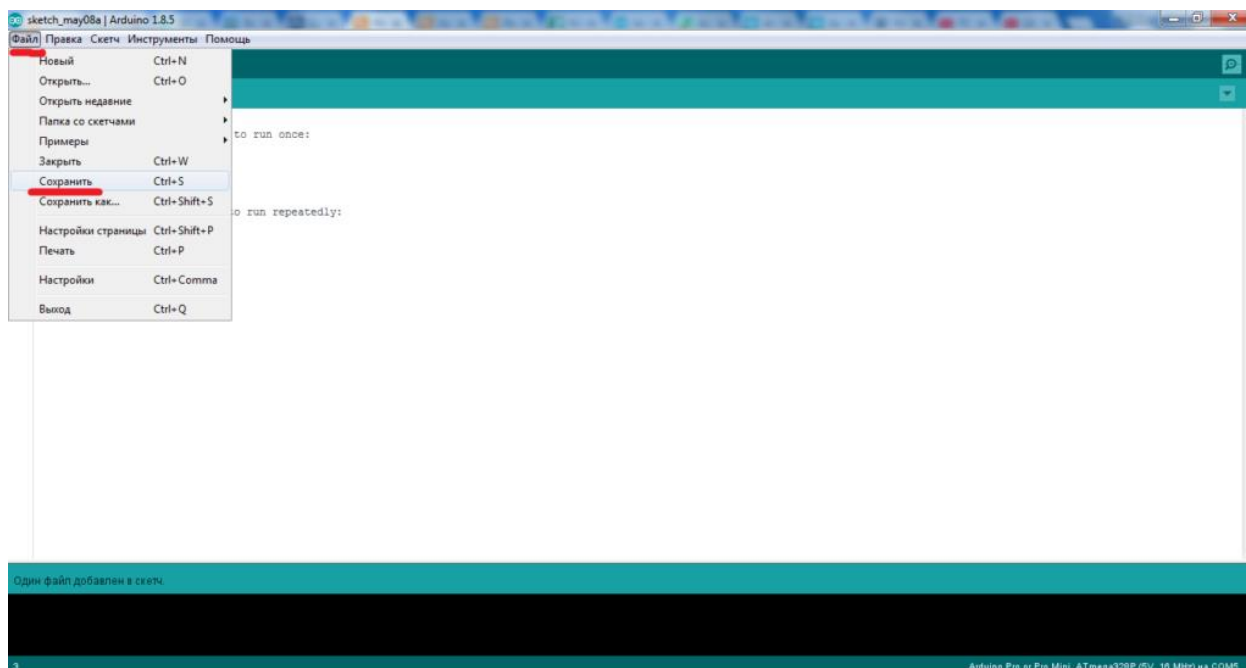 sketch_may08a | Arduino 1.8.5
Файл Правка Скетч Инструменты Помощь
Новый Ctrl+N
Открыть... Ctrl+O
Открыть недавние
Папка со скетчами
Примеры
to run once:
Закрыть Ctrl+W
Сохранить Ctrl+S
Сохранить как... Ctrl+Shift+S
o run repeatedly:
Настройки страницы Ctrl+Shift+P
Печать Ctrl+P
Настройки Ctrl+Comma
Выход Ctrl+Q
Один файл добавлен в скетч.
3 Arduino Pro or Pro Mini, ATmega328P (5V, 16 MHz) на COM5